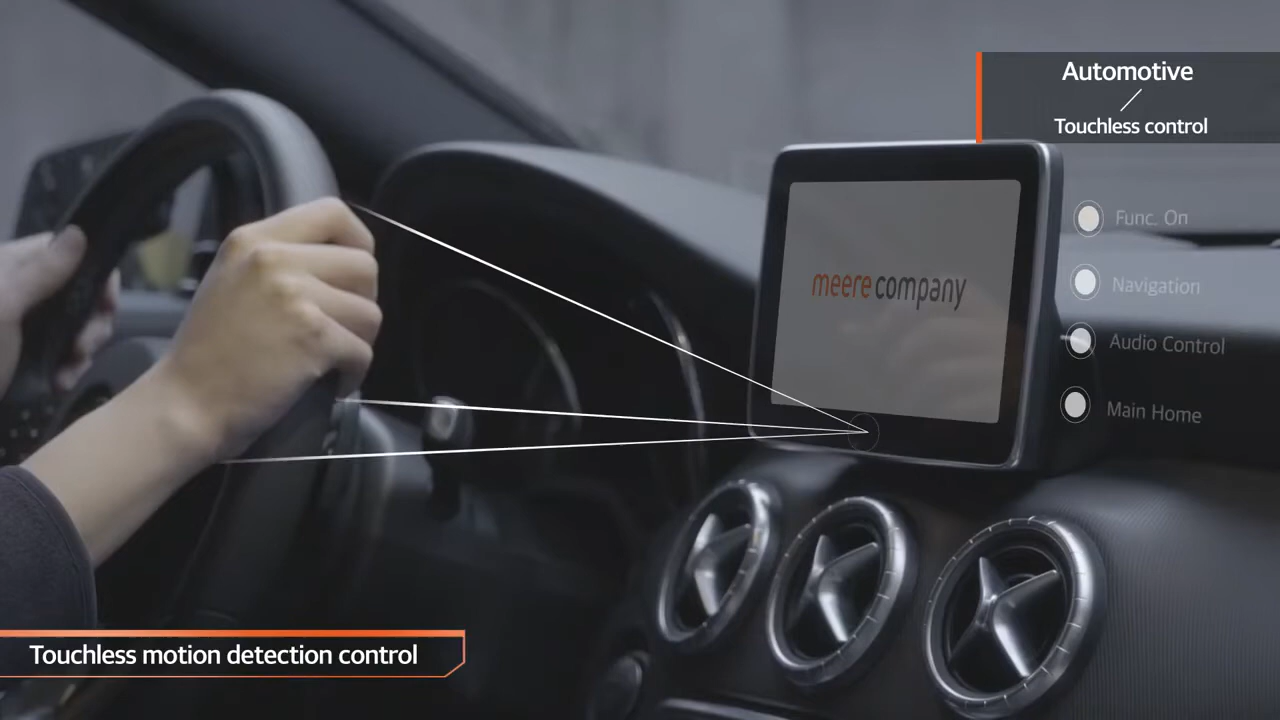 Automotive
Touchless control
Func. On
Navigation
meere company
Audio Control
Main Home
Touchless motion detection control